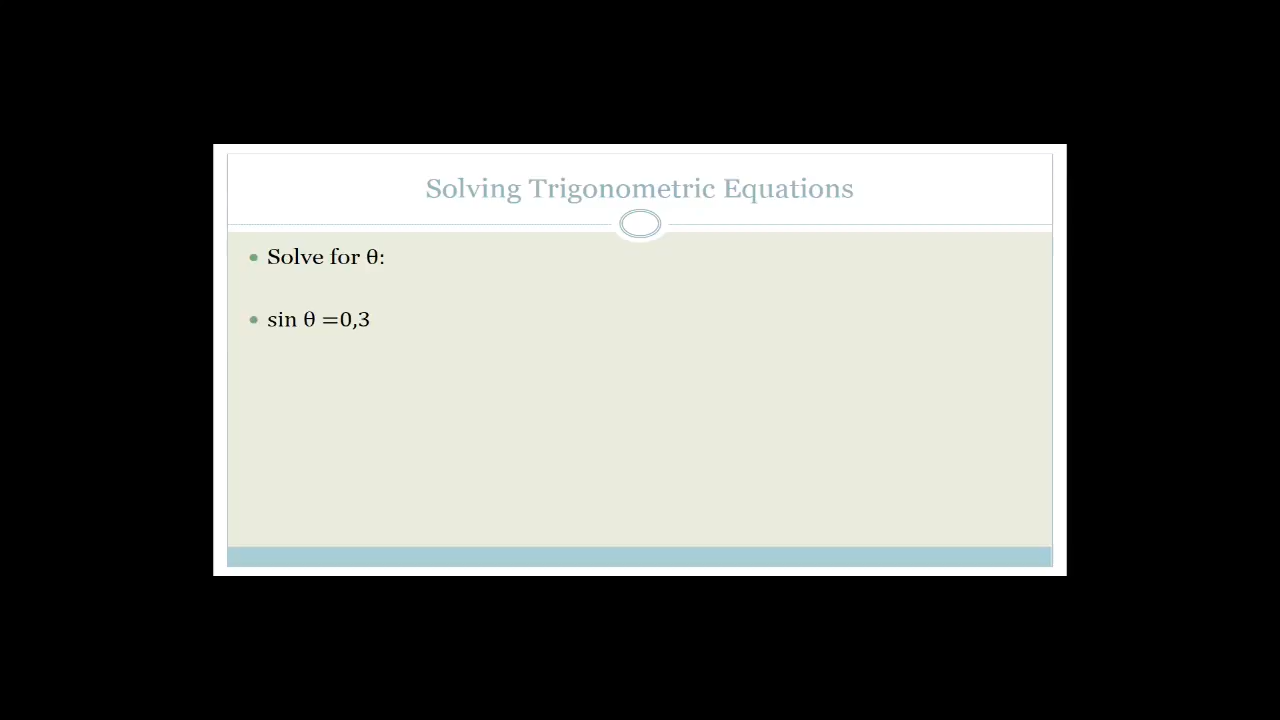 Solving Trigonometric Equations
Solve for θ:
sin θ =0,3